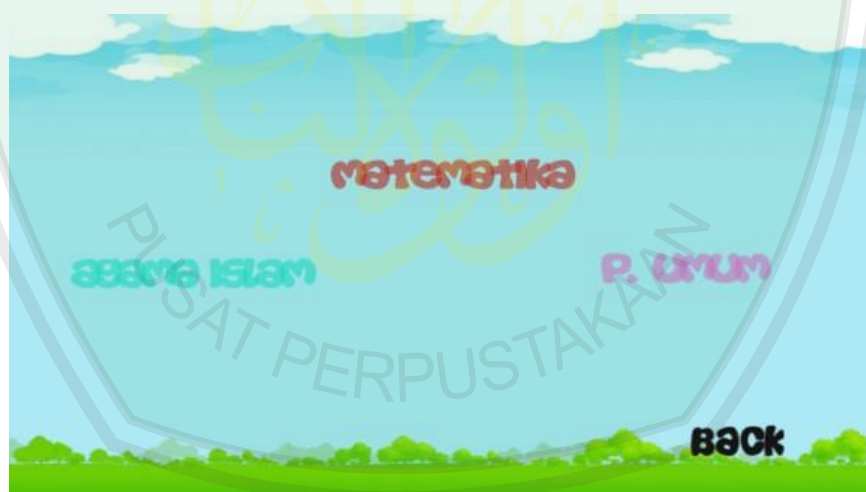 matematika
agama islam
P. UMUM
PUSAT PERPUSTAKAAN
BACK